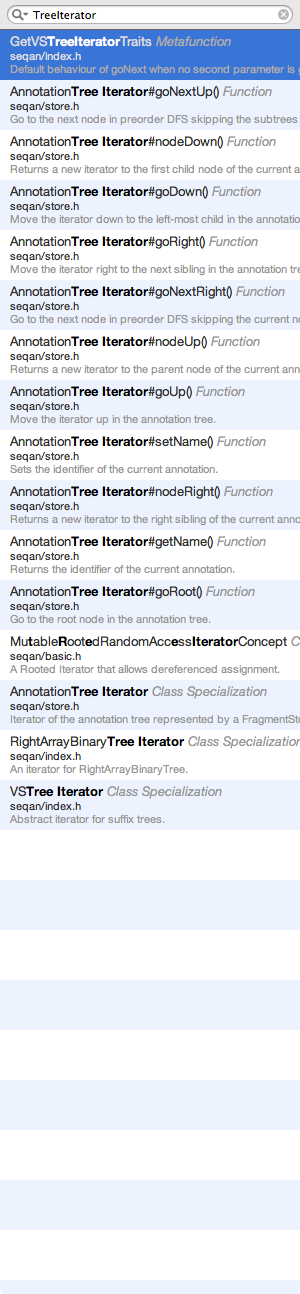 TreeIterator
GetVSTreeIteratorTraits Metafunction
seqan/index.h
Default behaviour of goNext when no second parameter is g
AnnotationTree Iterator#goNextUp() Function
seqan/store.h
Go to the next node in preorder DFS skipping the subtrees
AnnotationTree Iterator#nodeDown() Function
seqan/store.h
Returns a new iterator to the first child node of the current a
AnnotationTree Iterator#goDown() Function
seqan/store.h
Move the iterator down to the left-most child in the annotatio
AnnotationTree Iterator#goRight() Function
seqan/store.h
Move the iterator right to the next sibling in the annotation tre
AnnotationTree Iterator#goNextRight() Function
seqan/store.h
Go to the next node in preorder DFS skipping the current no
AnnotationTree Iterator#nodeUp() Function
seqan/store.h
Returns a new iterator to the parent node of the current ann
AnnotationTree Iterator#goUp() Function
seqan/store.h
Move the iterator up in the annotation tree.
AnnotationTree Iterator#setName() Function
seqan/store.h
Sets the identifier of the current annotation.
AnnotationTree Iterator#nodeRight() Function
seqan/store.h
Returns a new iterator to the right sibling of the current anno
AnnotationTree Iterator#getName() Function
seqan/store.h
Returns the identifier of the current annotation.
AnnotationTree Iterator#goRoot() Function
seqan/store.h
Go to the root node in the annotation tree.
MutableRootedRandomAccessIteratorConcept C
seqan/basic.h
A Rooted Iterator that allows dereferenced assignment.
AnnotationTree Iterator Class Specialization
seqan/store.h
Iterator of the annotation tree represented by a FragmentSt
RightArrayBinaryTree Iterator Class Specialization
seqan/index.h
An iterator for RightArrayBinaryTree.
VSTree Iterator Class Specialization
seqan/index.h
Abstract iterator for suffix trees.